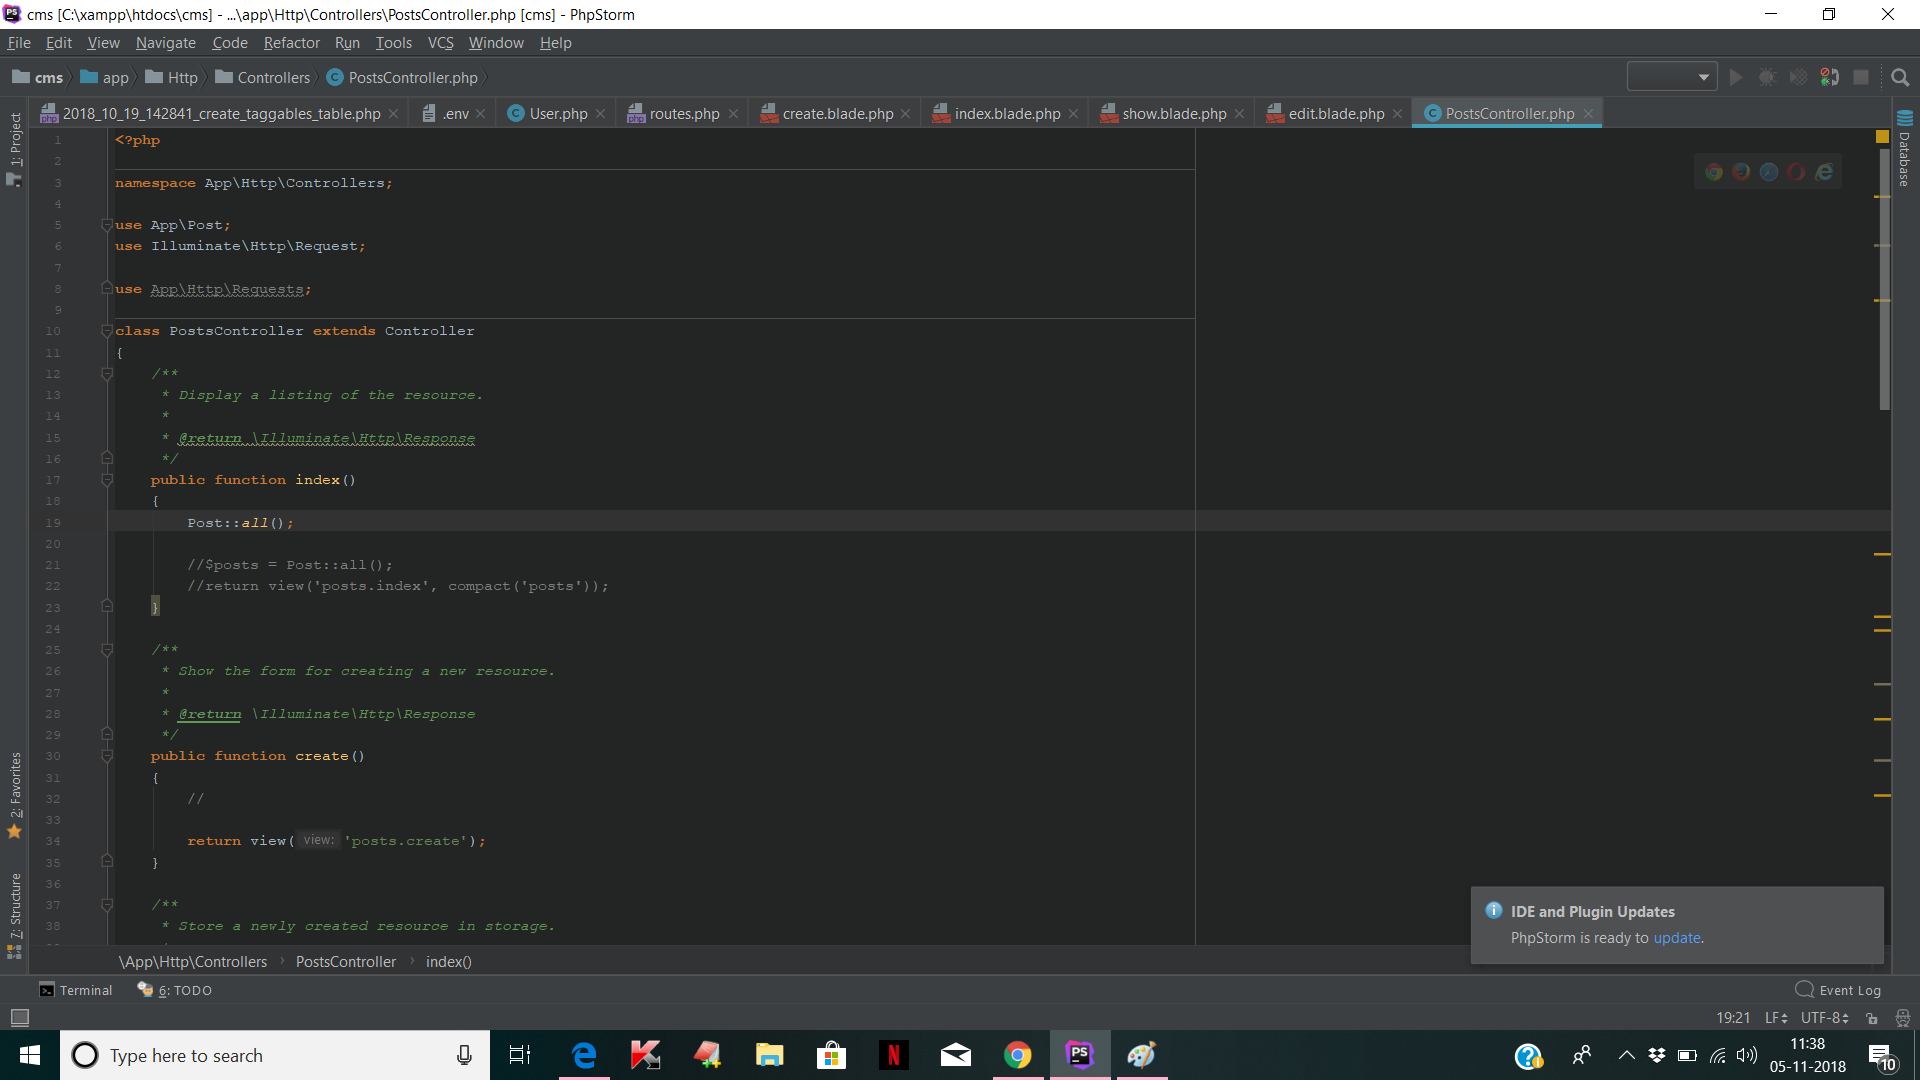 cms [C:\xampp\htdocs\cms] - ...\app\Http\Controllers\PostsController.php [cms] - PhpStorm
File Edit View Navigate Code Refactor Run Tools VCS Window Help
cms app Http Controllers PostsController.php
2018_10_19_142841_create_taggables_table.php .env User.php routes.php create.blade.php index.blade.php show.blade.php edit.blade.php PostsController.php
1: Project
2: Favorites
7: Structure
Database
1 <?php
2
3 namespace App\Http\Controllers;
4
5 use App\Post;
6 use Illuminate\Http\Request;
7
8 use App\Http\Requests;
9
10 class PostsController extends Controller
11 {
12 /**
13 * Display a listing of the resource.
14 *
15 * @return \Illuminate\Http\Response
16 */
17 public function index()
18 {
19 Post::all();
20
21 //$posts = Post::all();
22 //return view('posts.index', compact('posts'));
23 }
24
25 /**
26 * Show the form for creating a new resource.
27 *
28 * @return \Illuminate\Http\Response
29 */
30 public function create()
31 {
32 //
33
34 return view( view: 'posts.create');
35 }
36
37 /**
38 * Store a newly created resource in storage.
IDE and Plugin Updates
PhpStorm is ready to update.
\App\Http\Controllers PostsController index()
Terminal 6: TODO Event Log
19:21 LF UTF-8
Type here to search
11:38
05-11-2018
10